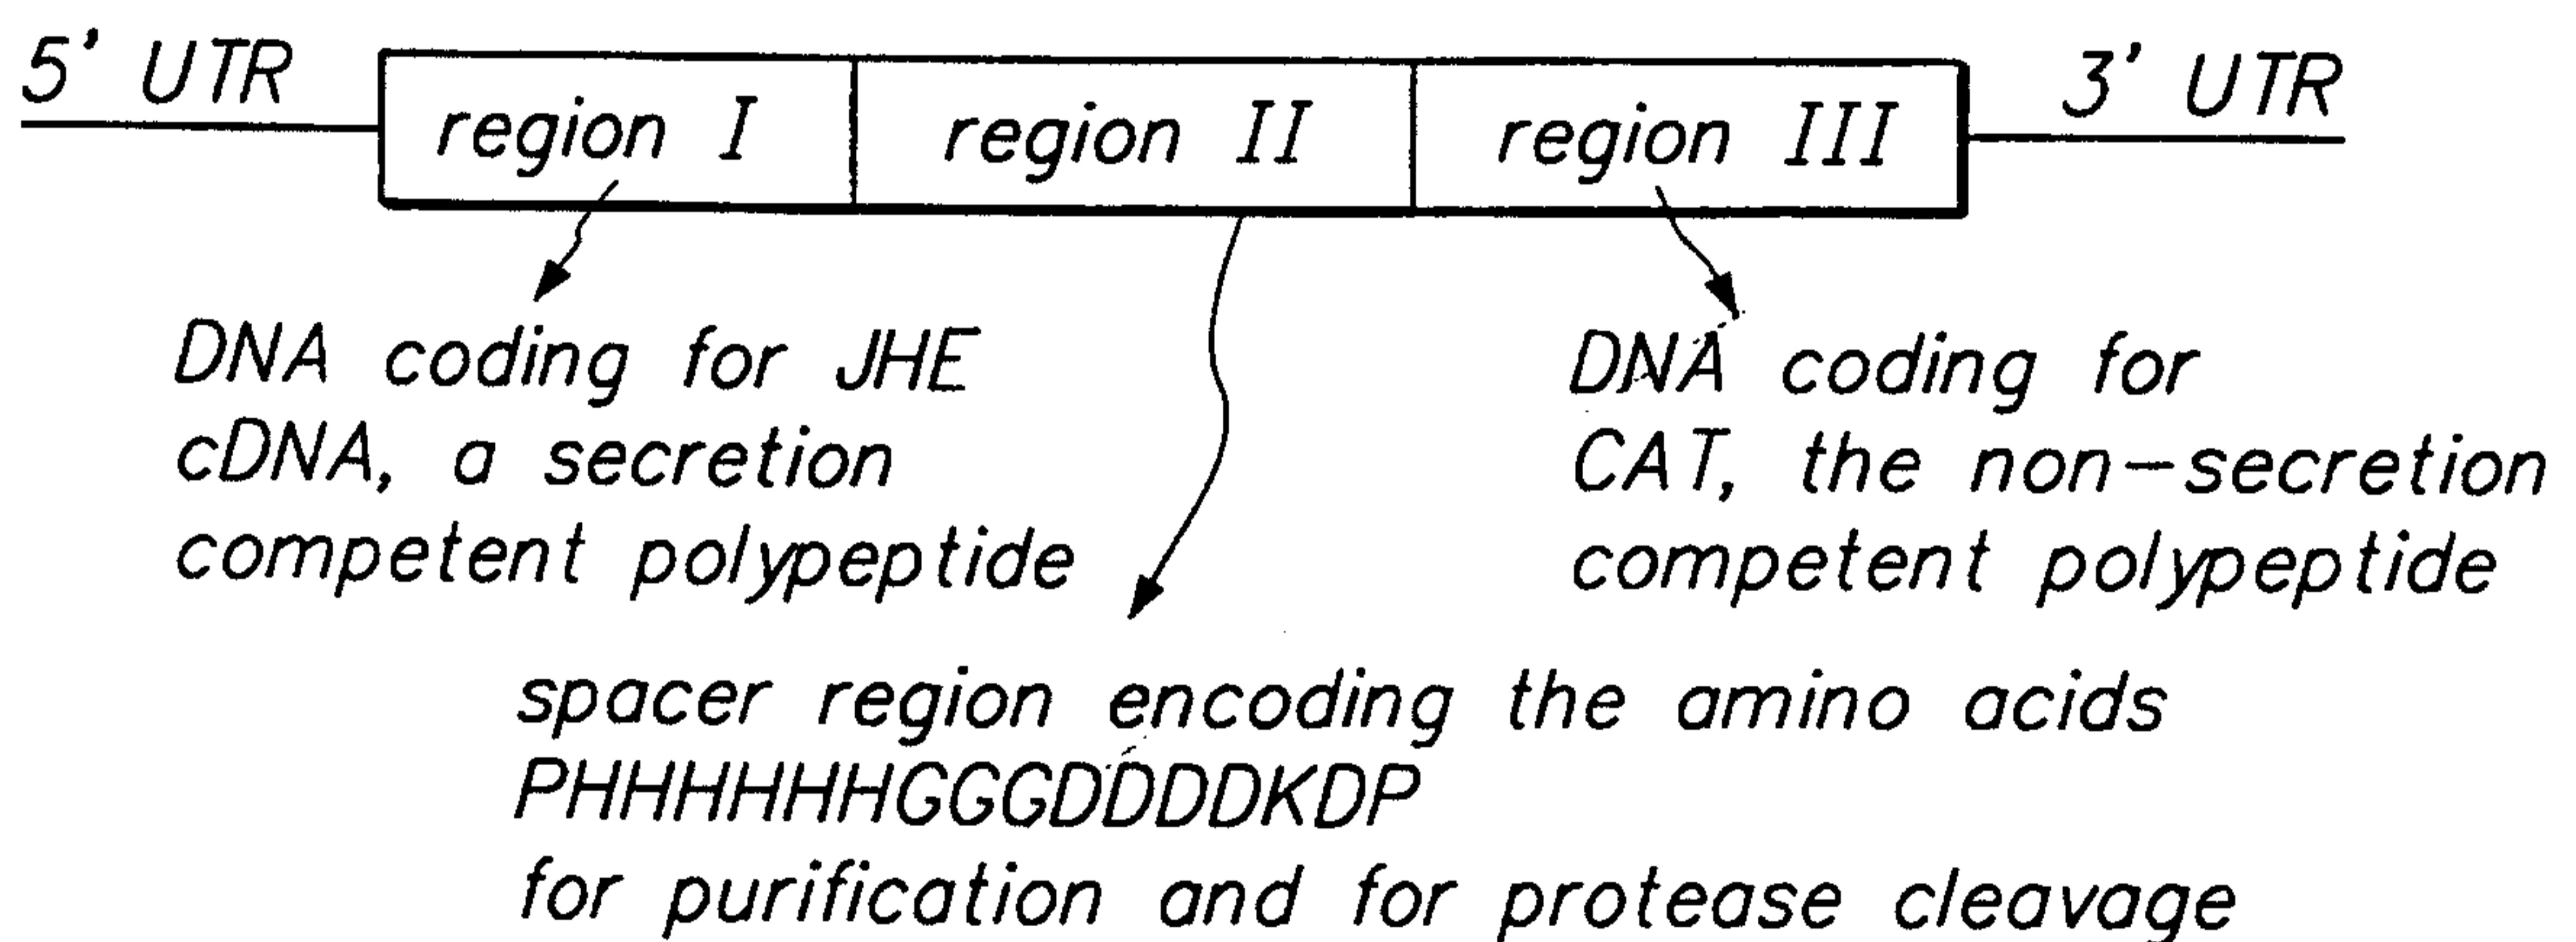 5' UTR
region I
region II
region III
3' UTR
DNA coding for JHE
cDNA, a secretion
competent polypeptide
DNA coding for
CAT, the non-secretion
competent polypeptide
spacer region encoding the amino acids
PHHHHHHGGGDDDDKDP
for purification and for protease cleavage